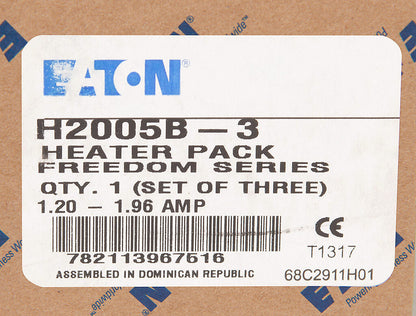 EATON
H2005B – 3
HEATER PACK
FREEDOM SERIES
QTY. 1 (SET OF THREE)
1.20 – 1.96 AMP
782113967516
CE
T1317
ASSEMBLED IN DOMINICAN REPUBLIC
68C2911H01